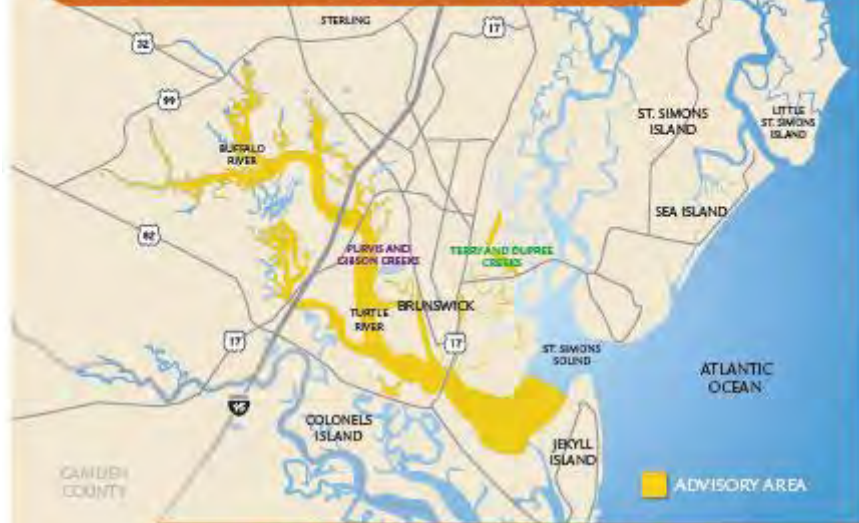 STERLING
17
32
99
ST. SIMONS
ISLAND
LITTLE
ST. SIMONS
ISLAND
BUFFALO
RIVER
SEA ISLAND
82
PURVIS AND
GIBSON CREEKS
TERRY AND DUPREE
CREEKS
BRUNSWICK
TURTLE
RIVER
17
17
ST. SIMONS
SOUND
ATLANTIC
OCEAN
95
COLONELS
ISLAND
JEKYLL
ISLAND
CAMDEN
COUNTY
ADVISORY AREA